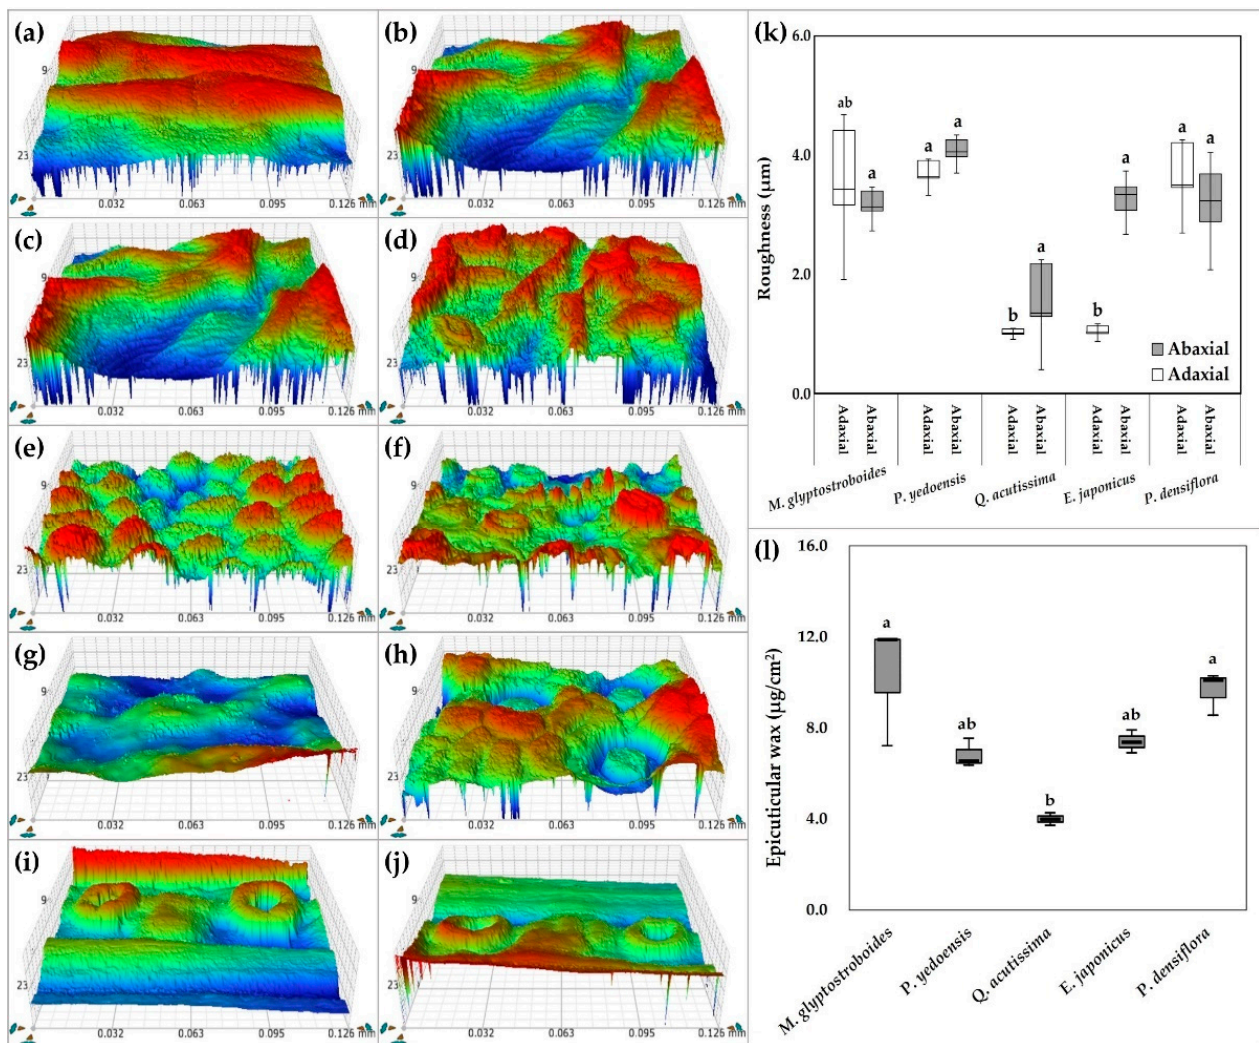 (a)
9
23
0.032
0.063
0.095
0.126 mm
(b)
9
23
0.032
0.063
0.095
0.126 mm
(c)
9
23
0.032
0.063
0.095
0.126 mm
(d)
9
23
0.032
0.063
0.095
0.126 mm
(e)
9
23
0.032
0.063
0.095
0.126 mm
(f)
9
23
0.032
0.063
0.095
0.126 mm
(g)
9
23
0.032
0.063
0.095
0.126 mm
(h)
9
23
0.032
0.063
0.095
0.126 mm
(i)
9
23
0.032
0.063
0.095
0.126 mm
(j)
9
23
0.032
0.063
0.095
0.126 mm
(k)
6.0
4.0
2.0
0.0
Roughness (μm)
ab
a
a
a
b
a
b
a
a
a
Abaxial
Adaxial
Adaxial
Abaxial
Adaxial
Abaxial
Adaxial
Abaxial
Adaxial
Abaxial
Adaxial
Abaxial
M. glyptostroboides
P. yedoensis
Q. acutissima
E. japonicus
P. densiflora
(l)
16.0
12.0
8.0
4.0
0.0
Epicuticular wax (μg/cm²)
a
ab
b
ab
a
M. glyptostroboides
P. yedoensis
Q. acutissima
E. japonicus
P. densiflora